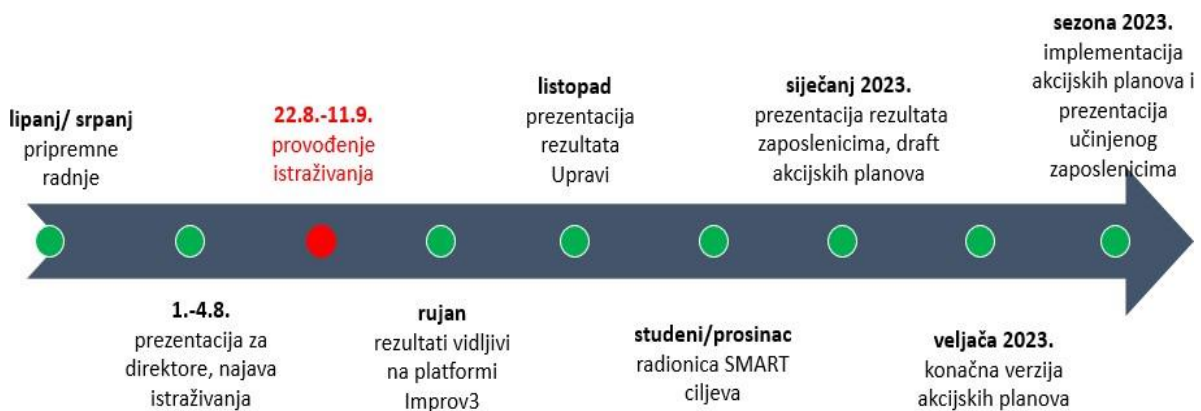 lipanj/ srpanj
pripremne
radnje
1.-4.8.
prezentacija za
direktore, najava
istraživanja
22.8.-11.9.
provođenje
istraživanja
rujan
rezultati vidljivi
na platformi
Improv3
listopad
prezentacija
rezultata
Upravi
studeni/prosinac
radionica SMART
ciljeva
siječanj 2023.
prezentacija rezultata
zaposlenicima, draft
akcijskih planova
veljača 2023.
konačna verzija
akcijskih planova
sezona 2023.
implementacija
akcijskih planova i
prezentacija
učinjenog
zaposlenicima